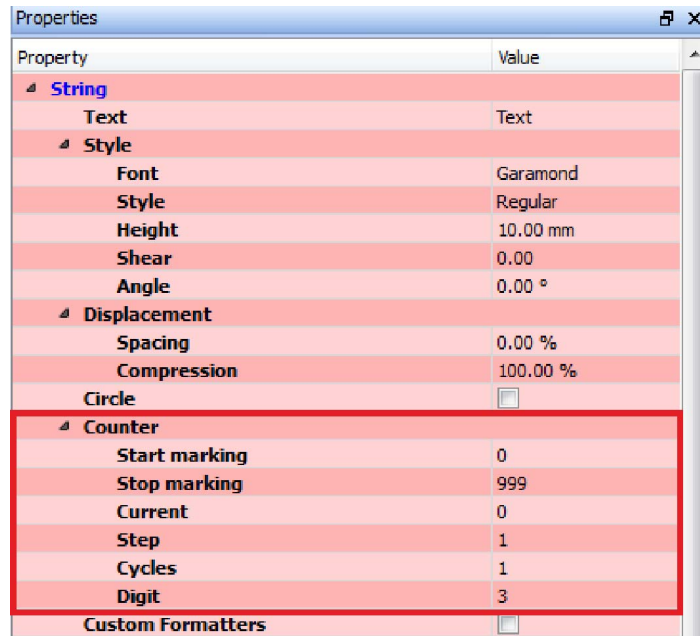 Properties
Property Value
String
Text Text
Style
Font Garamond
Style Regular
Height 10.00 mm
Shear 0.00
Angle 0.00 °
Displacement
Spacing 0.00 %
Compression 100.00 %
Circle
Counter
Start marking 0
Stop marking 999
Current 0
Step 1
Cycles 1
Digit 3
Custom Formatters